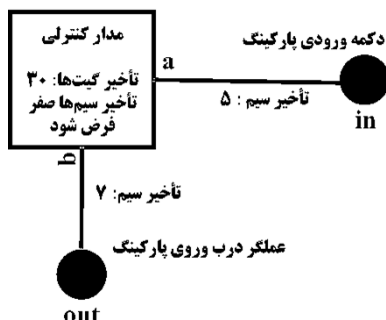 مدار کنترلی
تأخیر گیت‌ها: ۳۰
تأخیر سیم‌ها صفر
فرض شود
a
b
دکمه ورودی پارکینگ
تأخیر سیم : ۵
in
تأخیر سیم: ۷
عملگر درب وروی پارکینگ
out